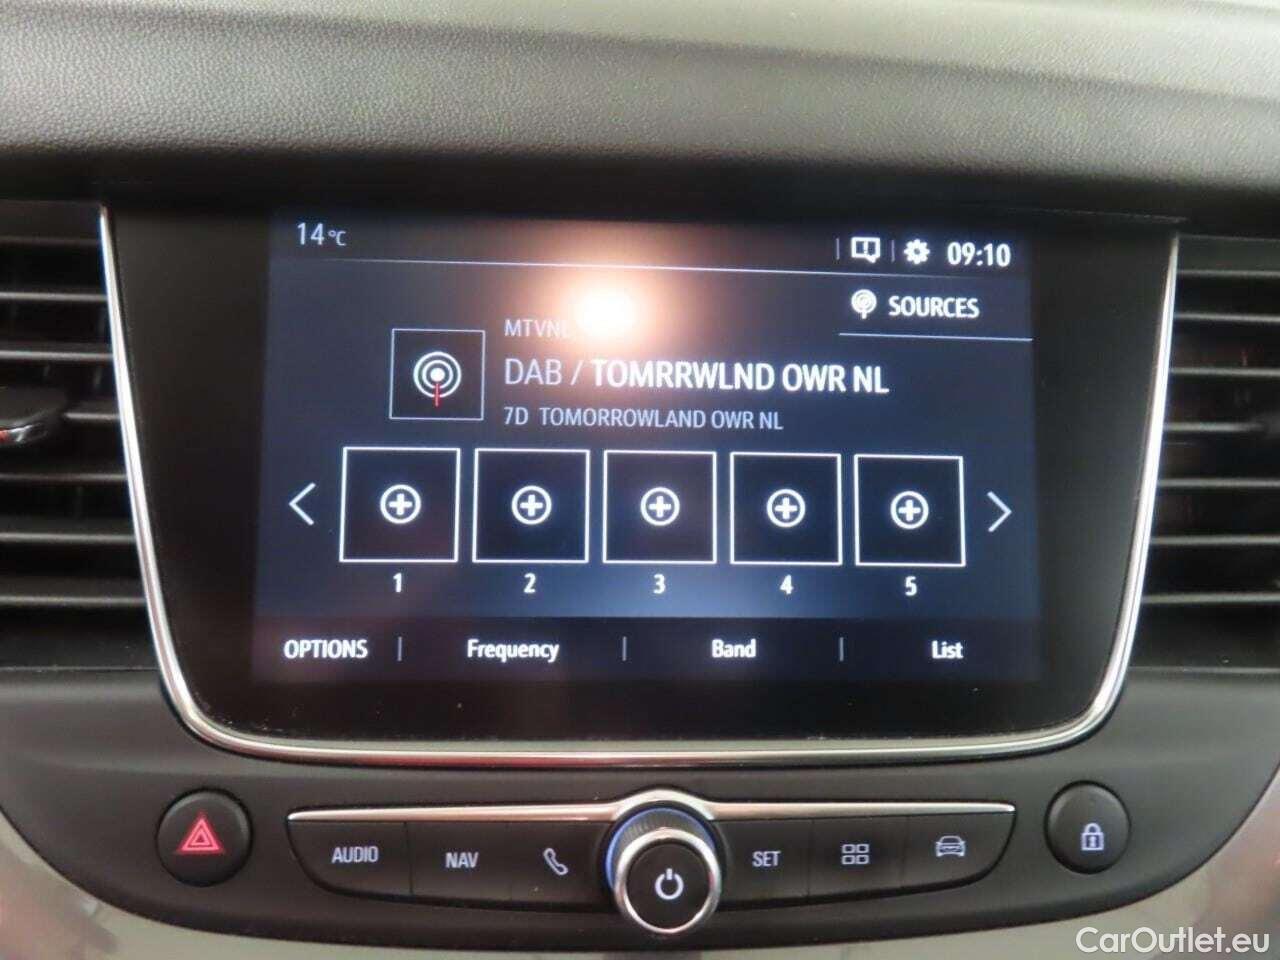 14°C 09:10
SOURCES
MTVNL
DAB / TOMRRWLND OWR NL
7D TOMORROWLAND OWR NL
1 2 3 4 5
OPTIONS | Frequency | Band | List
AUDIO NAV SET
CarOutlet.eu